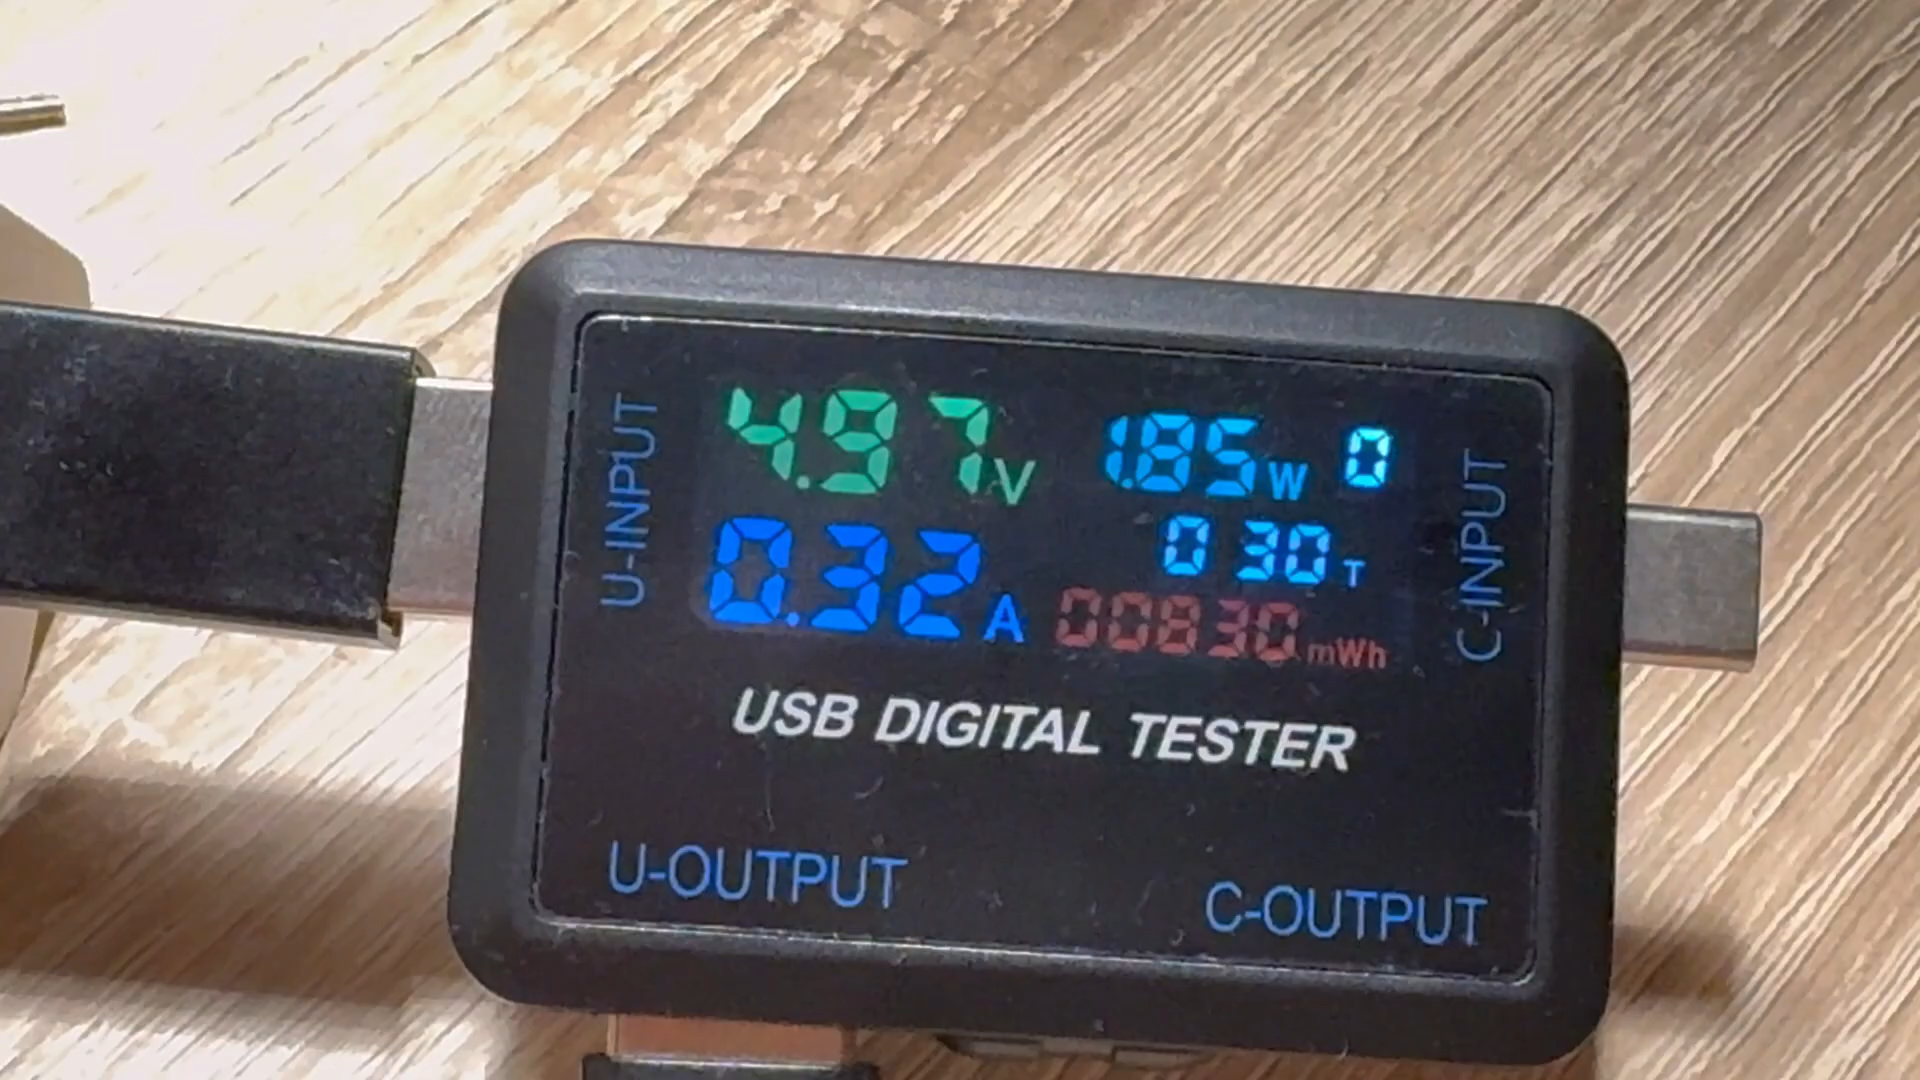 U-INPUT
4.97V
1.85W 0
C-INPUT
0.32A
0 30T
00830mWh
USB DIGITAL TESTER
U-OUTPUT
C-OUTPUT